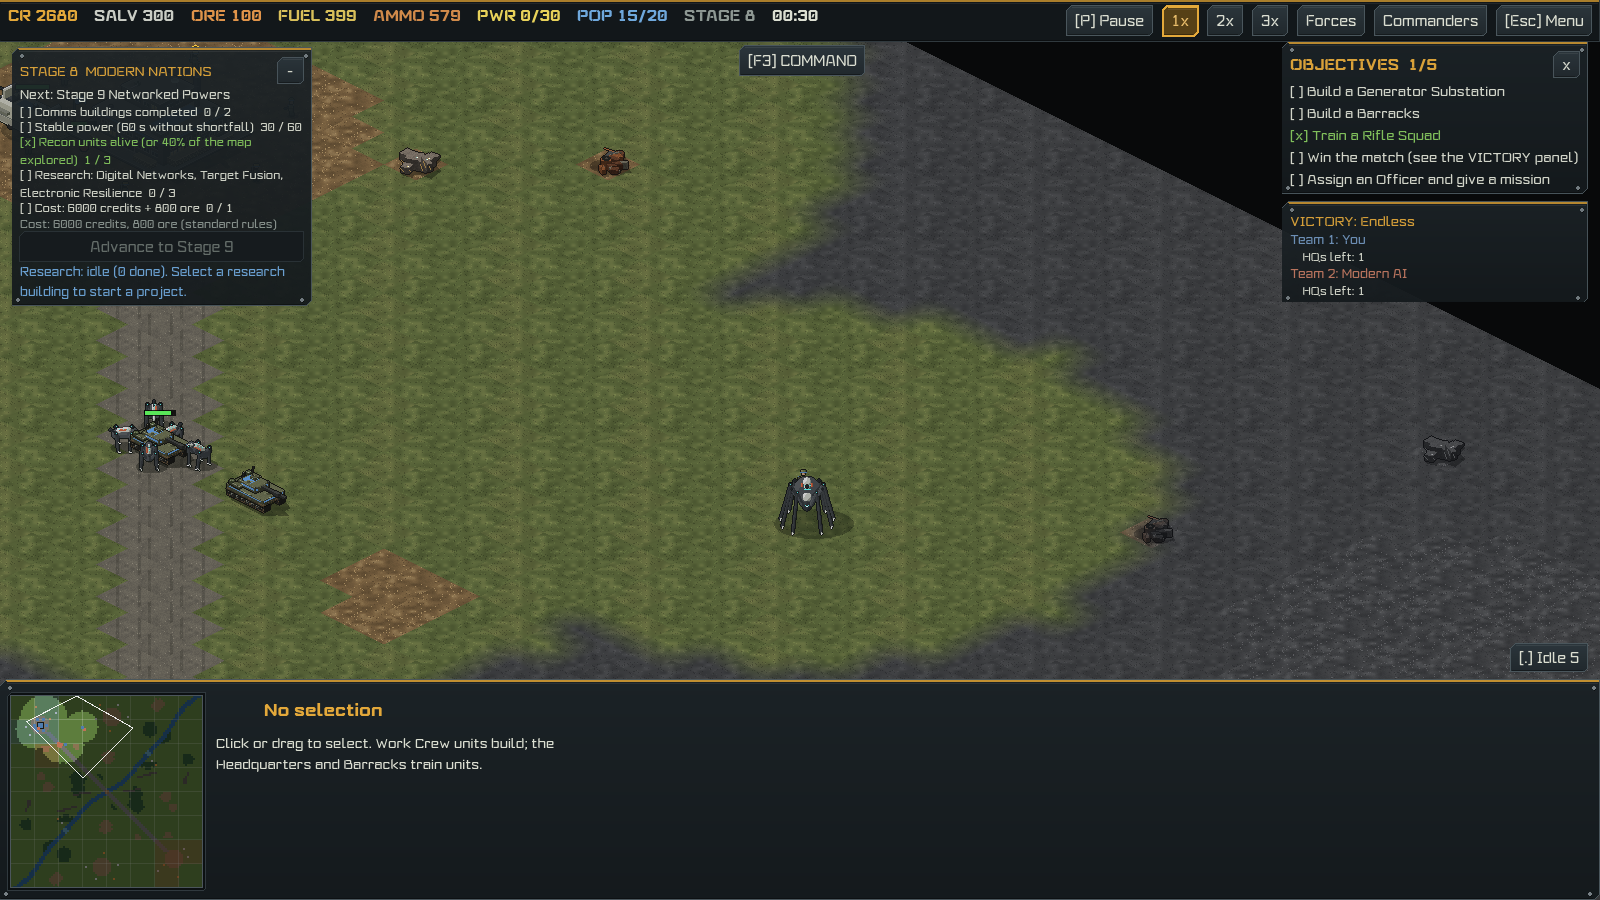 CR 2680 SALV 300 ORE 100 FUEL 399 AMMO 579 PWR 0/30 POP 15/20 STAGE 8 00:30
[P] Pause 1x 2x 3x Forces Commanders [Esc] Menu
[F3] COMMAND
STAGE 8 MODERN NATIONS -
Next: Stage 9 Networked Powers
[ ] Comms buildings completed 0 / 2
[ ] Stable power (60 s without shortfall) 30 / 60
[x] Recon units alive (or 40% of the map
explored) 1 / 3
[ ] Research: Digital Networks, Target Fusion,
Electronic Resilience 0 / 3
[ ] Cost: 6000 credits + 800 ore 0 / 1
Cost: 6000 credits, 800 ore (standard rules)
Advance to Stage 9
Research: idle (0 done). Select a research
building to start a project.
OBJECTIVES 1/5 x
[ ] Build a Generator Substation
[ ] Build a Barracks
[x] Train a Rifle Squad
[ ] Win the match (see the VICTORY panel)
[ ] Assign an Officer and give a mission
VICTORY: Endless
Team 1: You
HQs left: 1
Team 2: Modern AI
HQs left: 1
[.] Idle 5
No selection
Click or drag to select. Work Crew units build; the
Headquarters and Barracks train units.